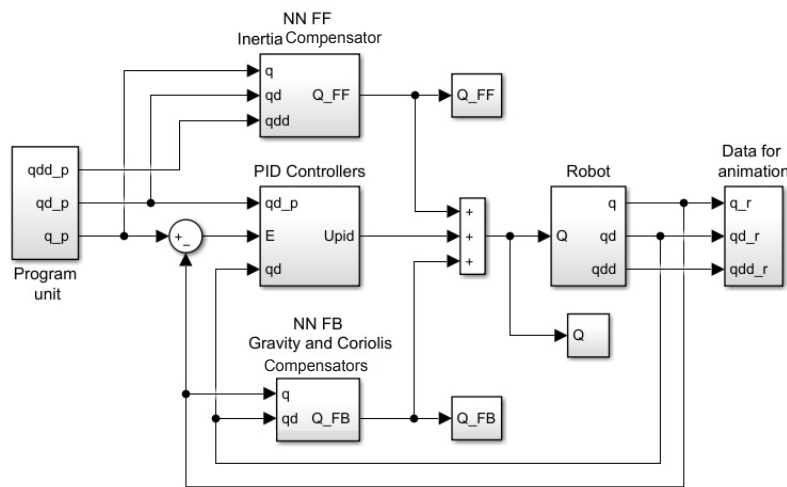 NN FF
Inertia Compensator
q
qd
qdd
Q_FF
Q_FF
qdd_p
qd_p
q_p
Program
unit
+
−
PID Controllers
qd_p
E
qd
Upid
+
+
+
Robot
Q
q
qd
qdd
Data for
animation
q_r
qd_r
qdd_r
Q
NN FB
Gravity and Coriolis
Compensators
q
qd
Q_FB
Q_FB